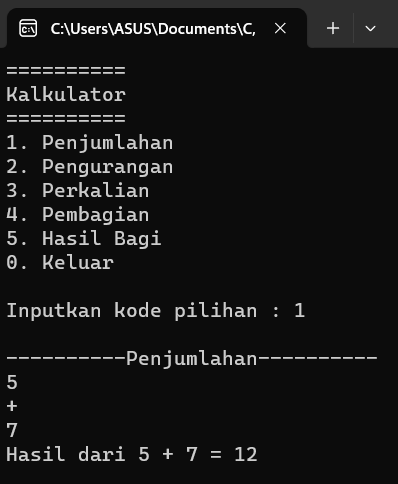 C:\Users\ASUS\Documents\C,
==========
Kalkulator
==========
1. Penjumlahan
2. Pengurangan
3. Perkalian
4. Pembagian
5. Hasil Bagi
0. Keluar
Inputkan kode pilihan : 1
----------Penjumlahan----------
5
+
7
Hasil dari 5 + 7 = 12